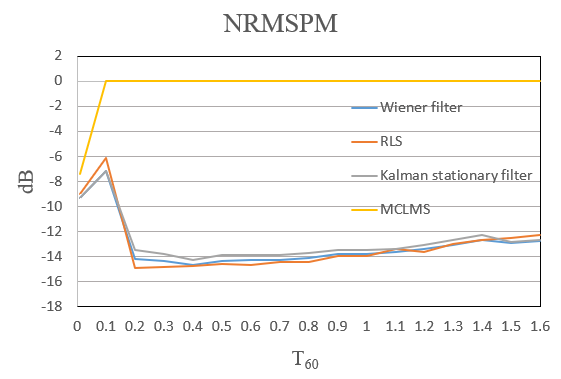 NRMSPM
2
0
-2
-4
-6
-8
-10
-12
-14
-16
-18
dB
Wiener filter
RLS
Kalman stationary filter
MCLMS
0 0.1 0.2 0.3 0.4 0.5 0.6 0.7 0.8 0.9 1 1.1 1.2 1.3 1.4 1.5 1.6
T60